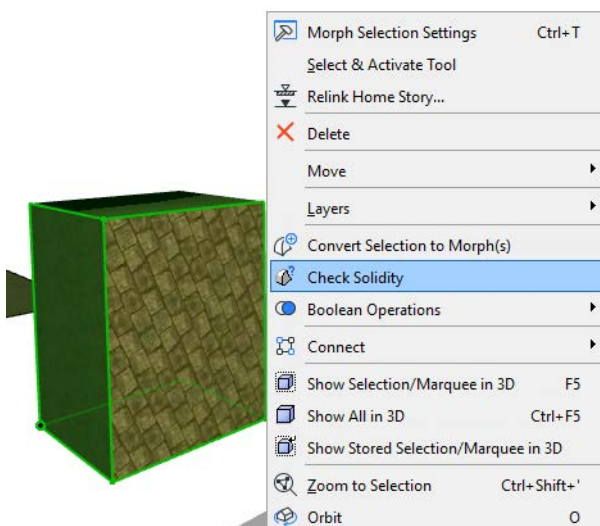 Morph Selection Settings Ctrl+T
Select & Activate Tool
Relink Home Story...
Delete
Move
Layers
Convert Selection to Morph(s)
Check Solidity
Boolean Operations
Connect
Show Selection/Marquee in 3D F5
Show All in 3D Ctrl+F5
Show Stored Selection/Marquee in 3D
Zoom to Selection Ctrl+Shift+'
Orbit O